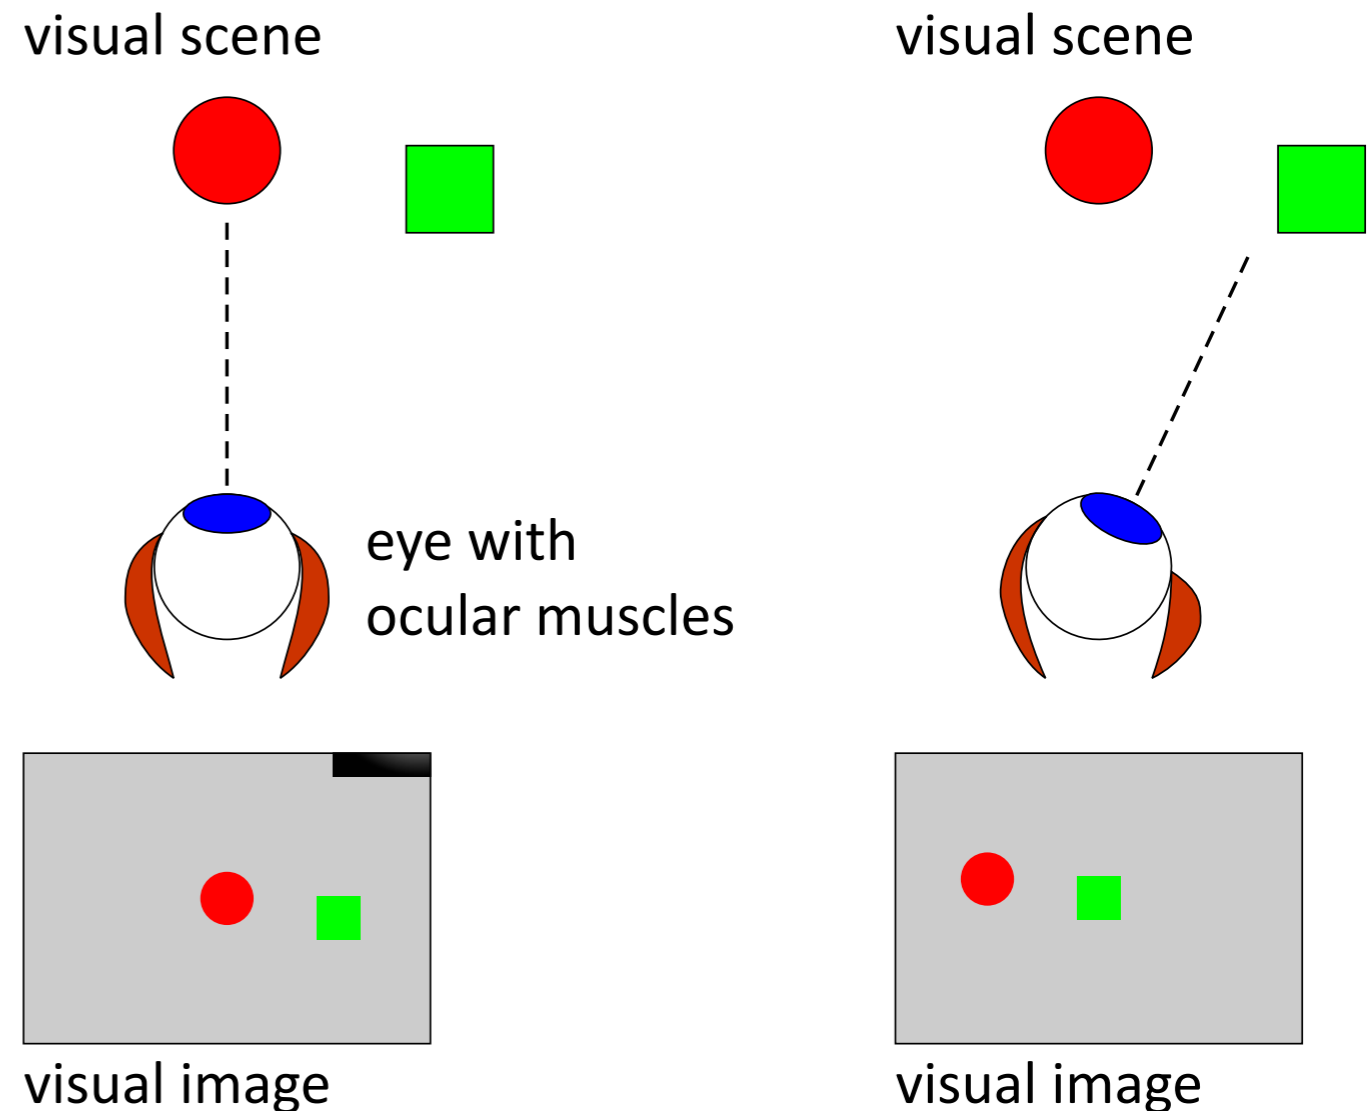 visual scene
visual scene
eye with
ocular muscles
visual image
visual image